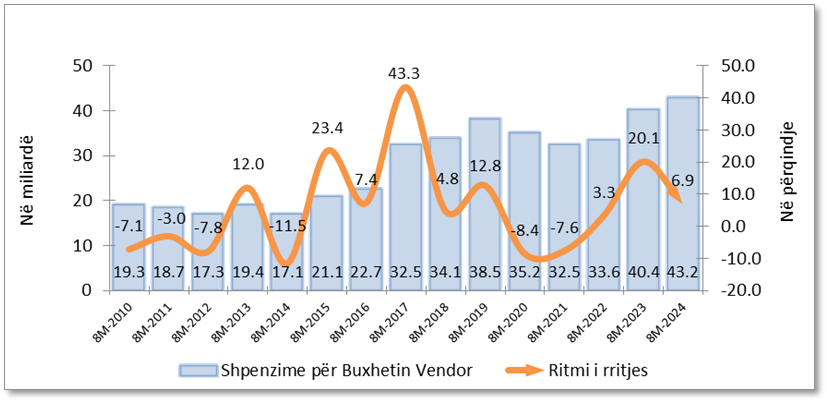 50
40
30
20
10
0
Në miliardë
50.0
40.0
30.0
20.0
10.0
0.0
-10.0
-20.0
Në përqindje
-7.1 -3.0 -7.8 12.0 -11.5 23.4 7.4 43.3 4.8 12.8 -8.4 -7.6 3.3 20.1 6.9
19.3 18.7 17.3 19.4 17.1 21.1 22.7 32.5 34.1 38.5 35.2 32.5 33.6 40.4 43.2
8M-2010 8M-2011 8M-2012 8M-2013 8M-2014 8M-2015 8M-2016 8M-2017 8M-2018 8M-2019 8M-2020 8M-2021 8M-2022 8M-2023 8M-2024
Shpenzime për Buxhetin Vendor Ritmi i rritjes